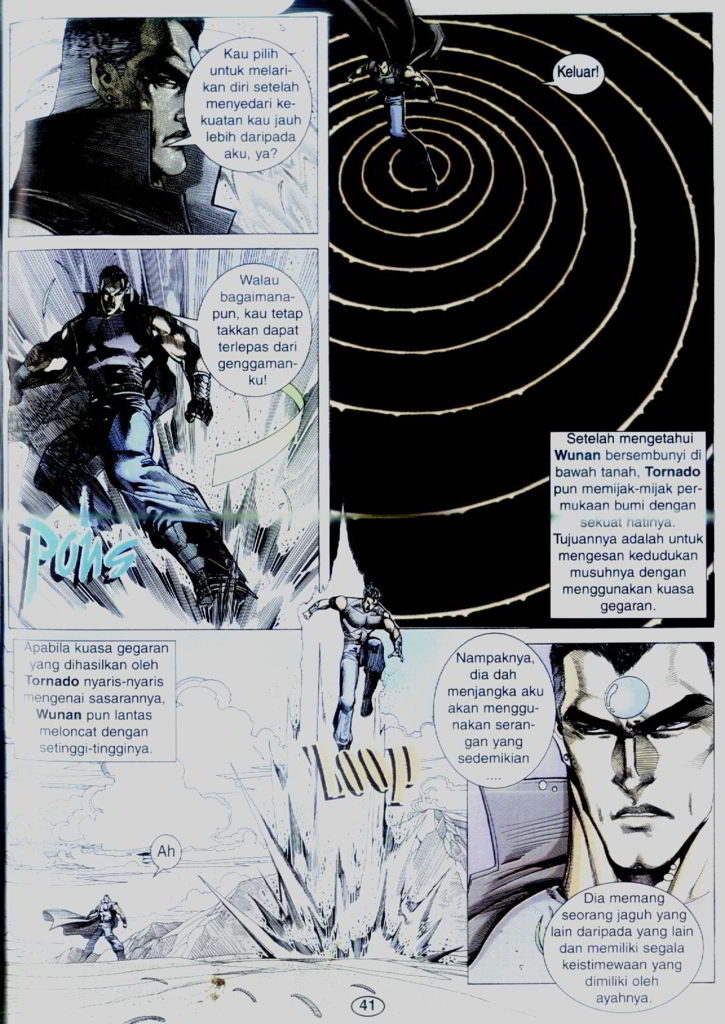 Kau pilih
untuk melari-
kan diri setelah
menyedari ke-
kuatan kau jauh
lebih daripada
aku, ya?
Walau
bagaimana-
pun, kau tetap
takkan dapat
terlepas dari
genggaman-
ku!
Keluar!
Setelah mengetahui
Wunan bersembunyi di
bawah tanah, Tornado
pun memijak-mijak per-
mukaan bumi dengan
sekuat hatinya.
Tujuannya adalah untuk
mengesan kedudukan
musuhnya dengan
menggunakan kuasa
gegaran.
Apabila kuasa gegaran
yang dihasilkan oleh
Tornado nyaris-nyaris
mengenai sasarannya,
Wunan pun lantas
meloncat dengan
setinggi-tingginya.
Ah
Nampaknya,
dia dah
menjangka aku
akan menggu-
nakan seran-
gan yang
sedemikian
....
Dia memang
seorang jaguh yang
lain daripada yang lain
dan memiliki segala
keistimewaan yang
dimiliki oleh
ayahnya.
41